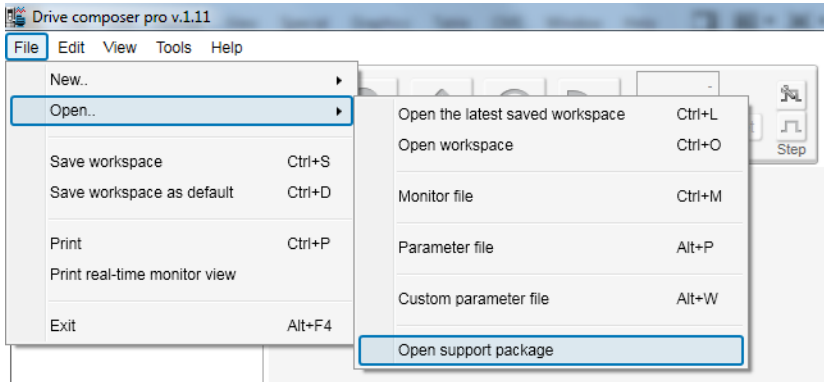 Drive composer pro v.1.11
File Edit View Tools Help
New..
Open..
Save workspace Ctrl+S
Save workspace as default Ctrl+D
Print Ctrl+P
Print real-time monitor view
Exit Alt+F4
Open the latest saved workspace Ctrl+L
Open workspace Ctrl+O
Monitor file Ctrl+M
Parameter file Alt+P
Custom parameter file Alt+W
Open support package
Step